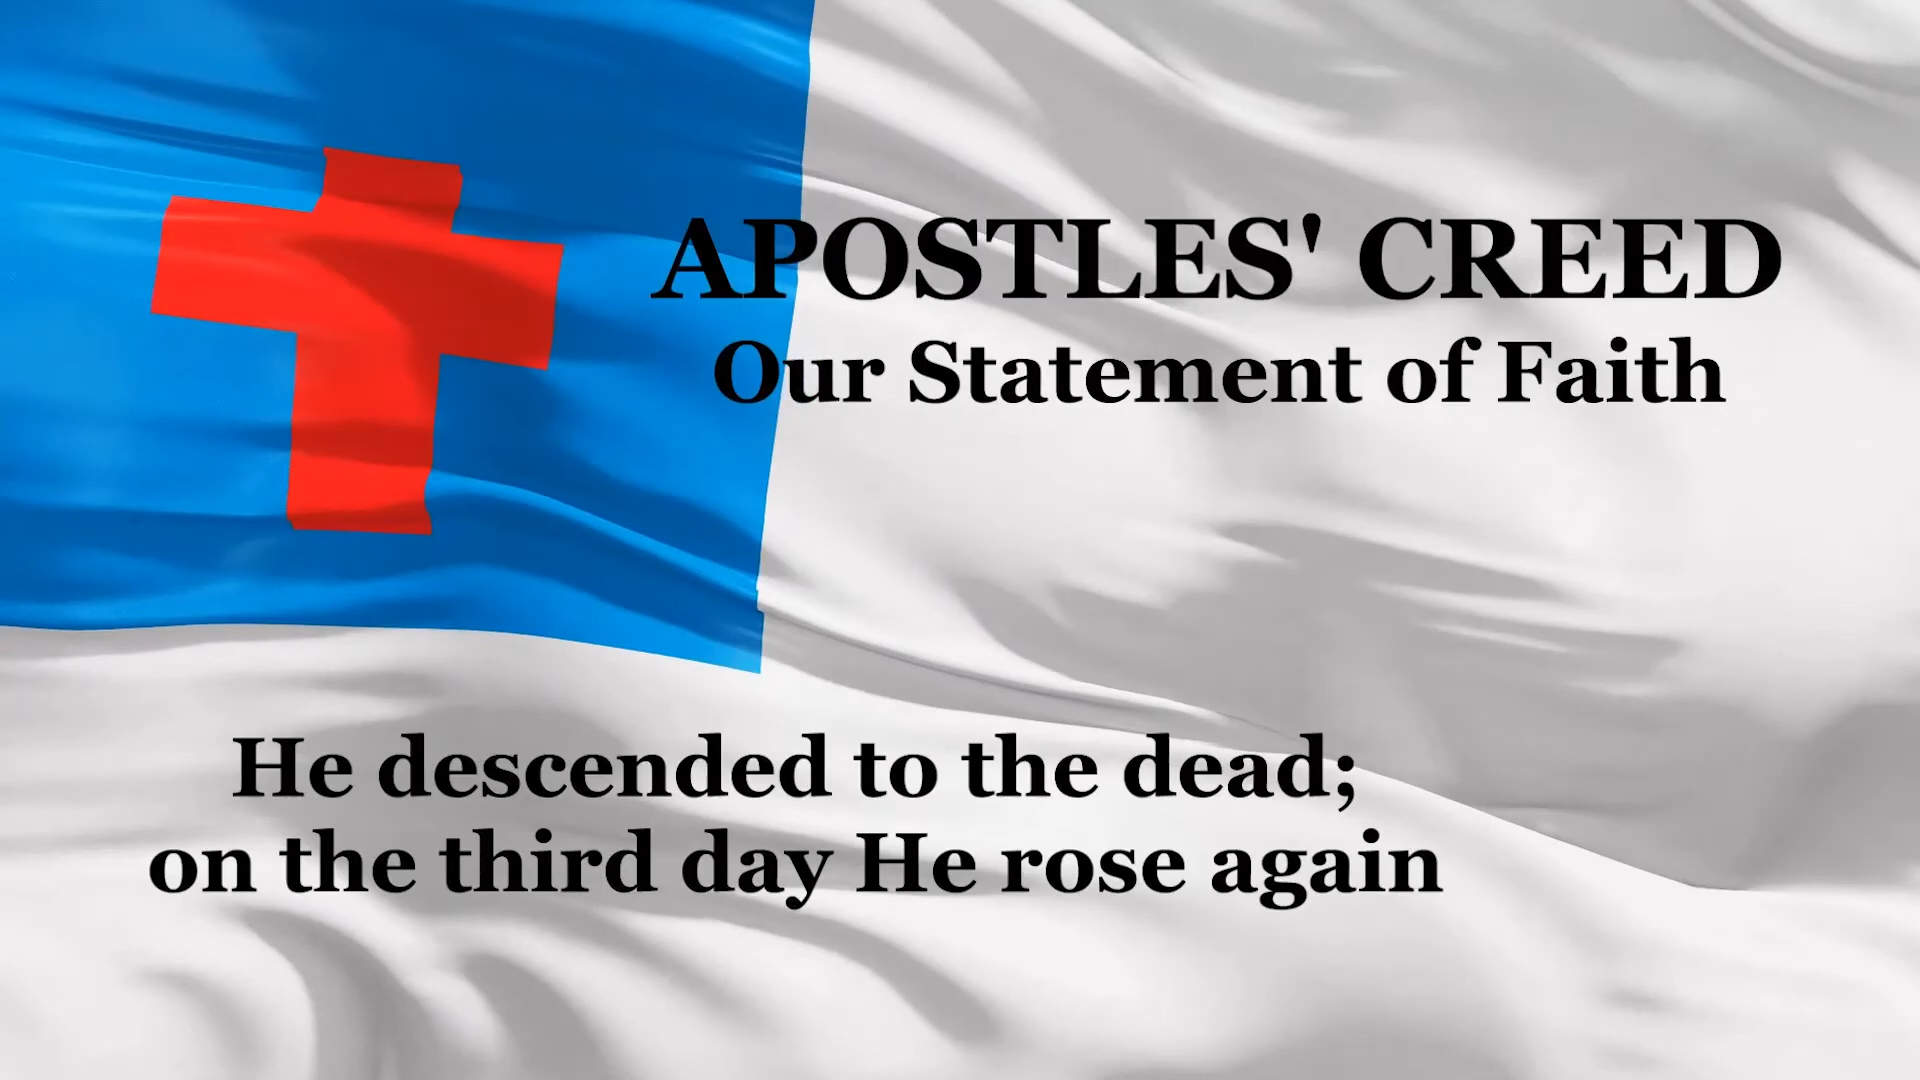 APOSTLES' CREED
Our Statement of Faith
He descended to the dead;
on the third day He rose again